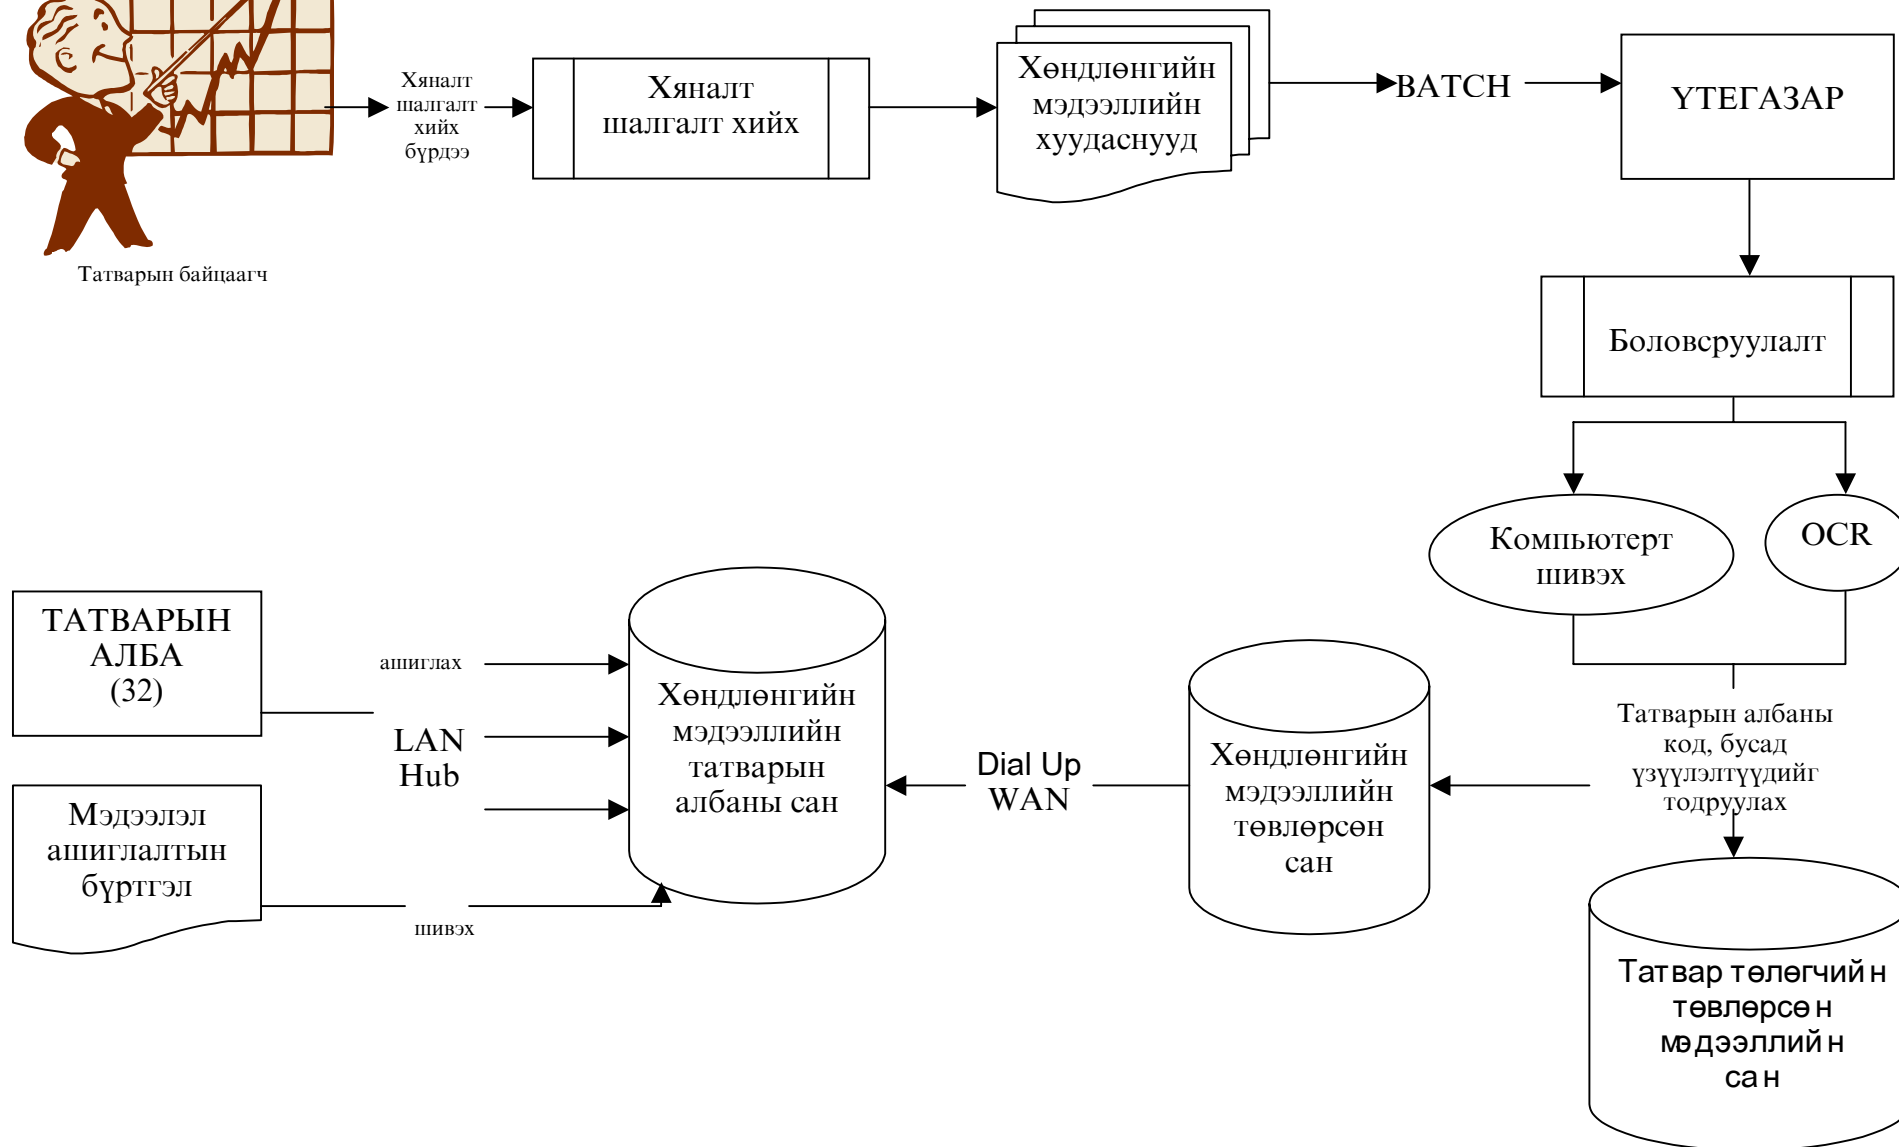 Хяналт
шалгалт
хийх
бүрдээ
Хяналт
шалгалт хийх
Хөндлөнгийн
мэдээллийн
хуудаснууд
BATCH
ҮТЕГАЗАР
Татварын байцаагч
Боловсруулалт
Компьютерт
шивэх
OCR
ТАТВАРЫН
АЛБА
(32)
ашиглах
LAN
Hub
Хөндлөнгийн
мэдээллийн
татварын
албаны сан
Dial Up
WAN
Хөндлөнгийн
мэдээллийн
төвлөрсөн
сан
Татварын албаны
код, бусад
үзүүлэлтүүдийг
тодруулах
Мэдээлэл
ашиглалтын
бүртгэл
шивэх
Татвар төлөгчийн
төвлөрсөн
мэдээллийн
сан